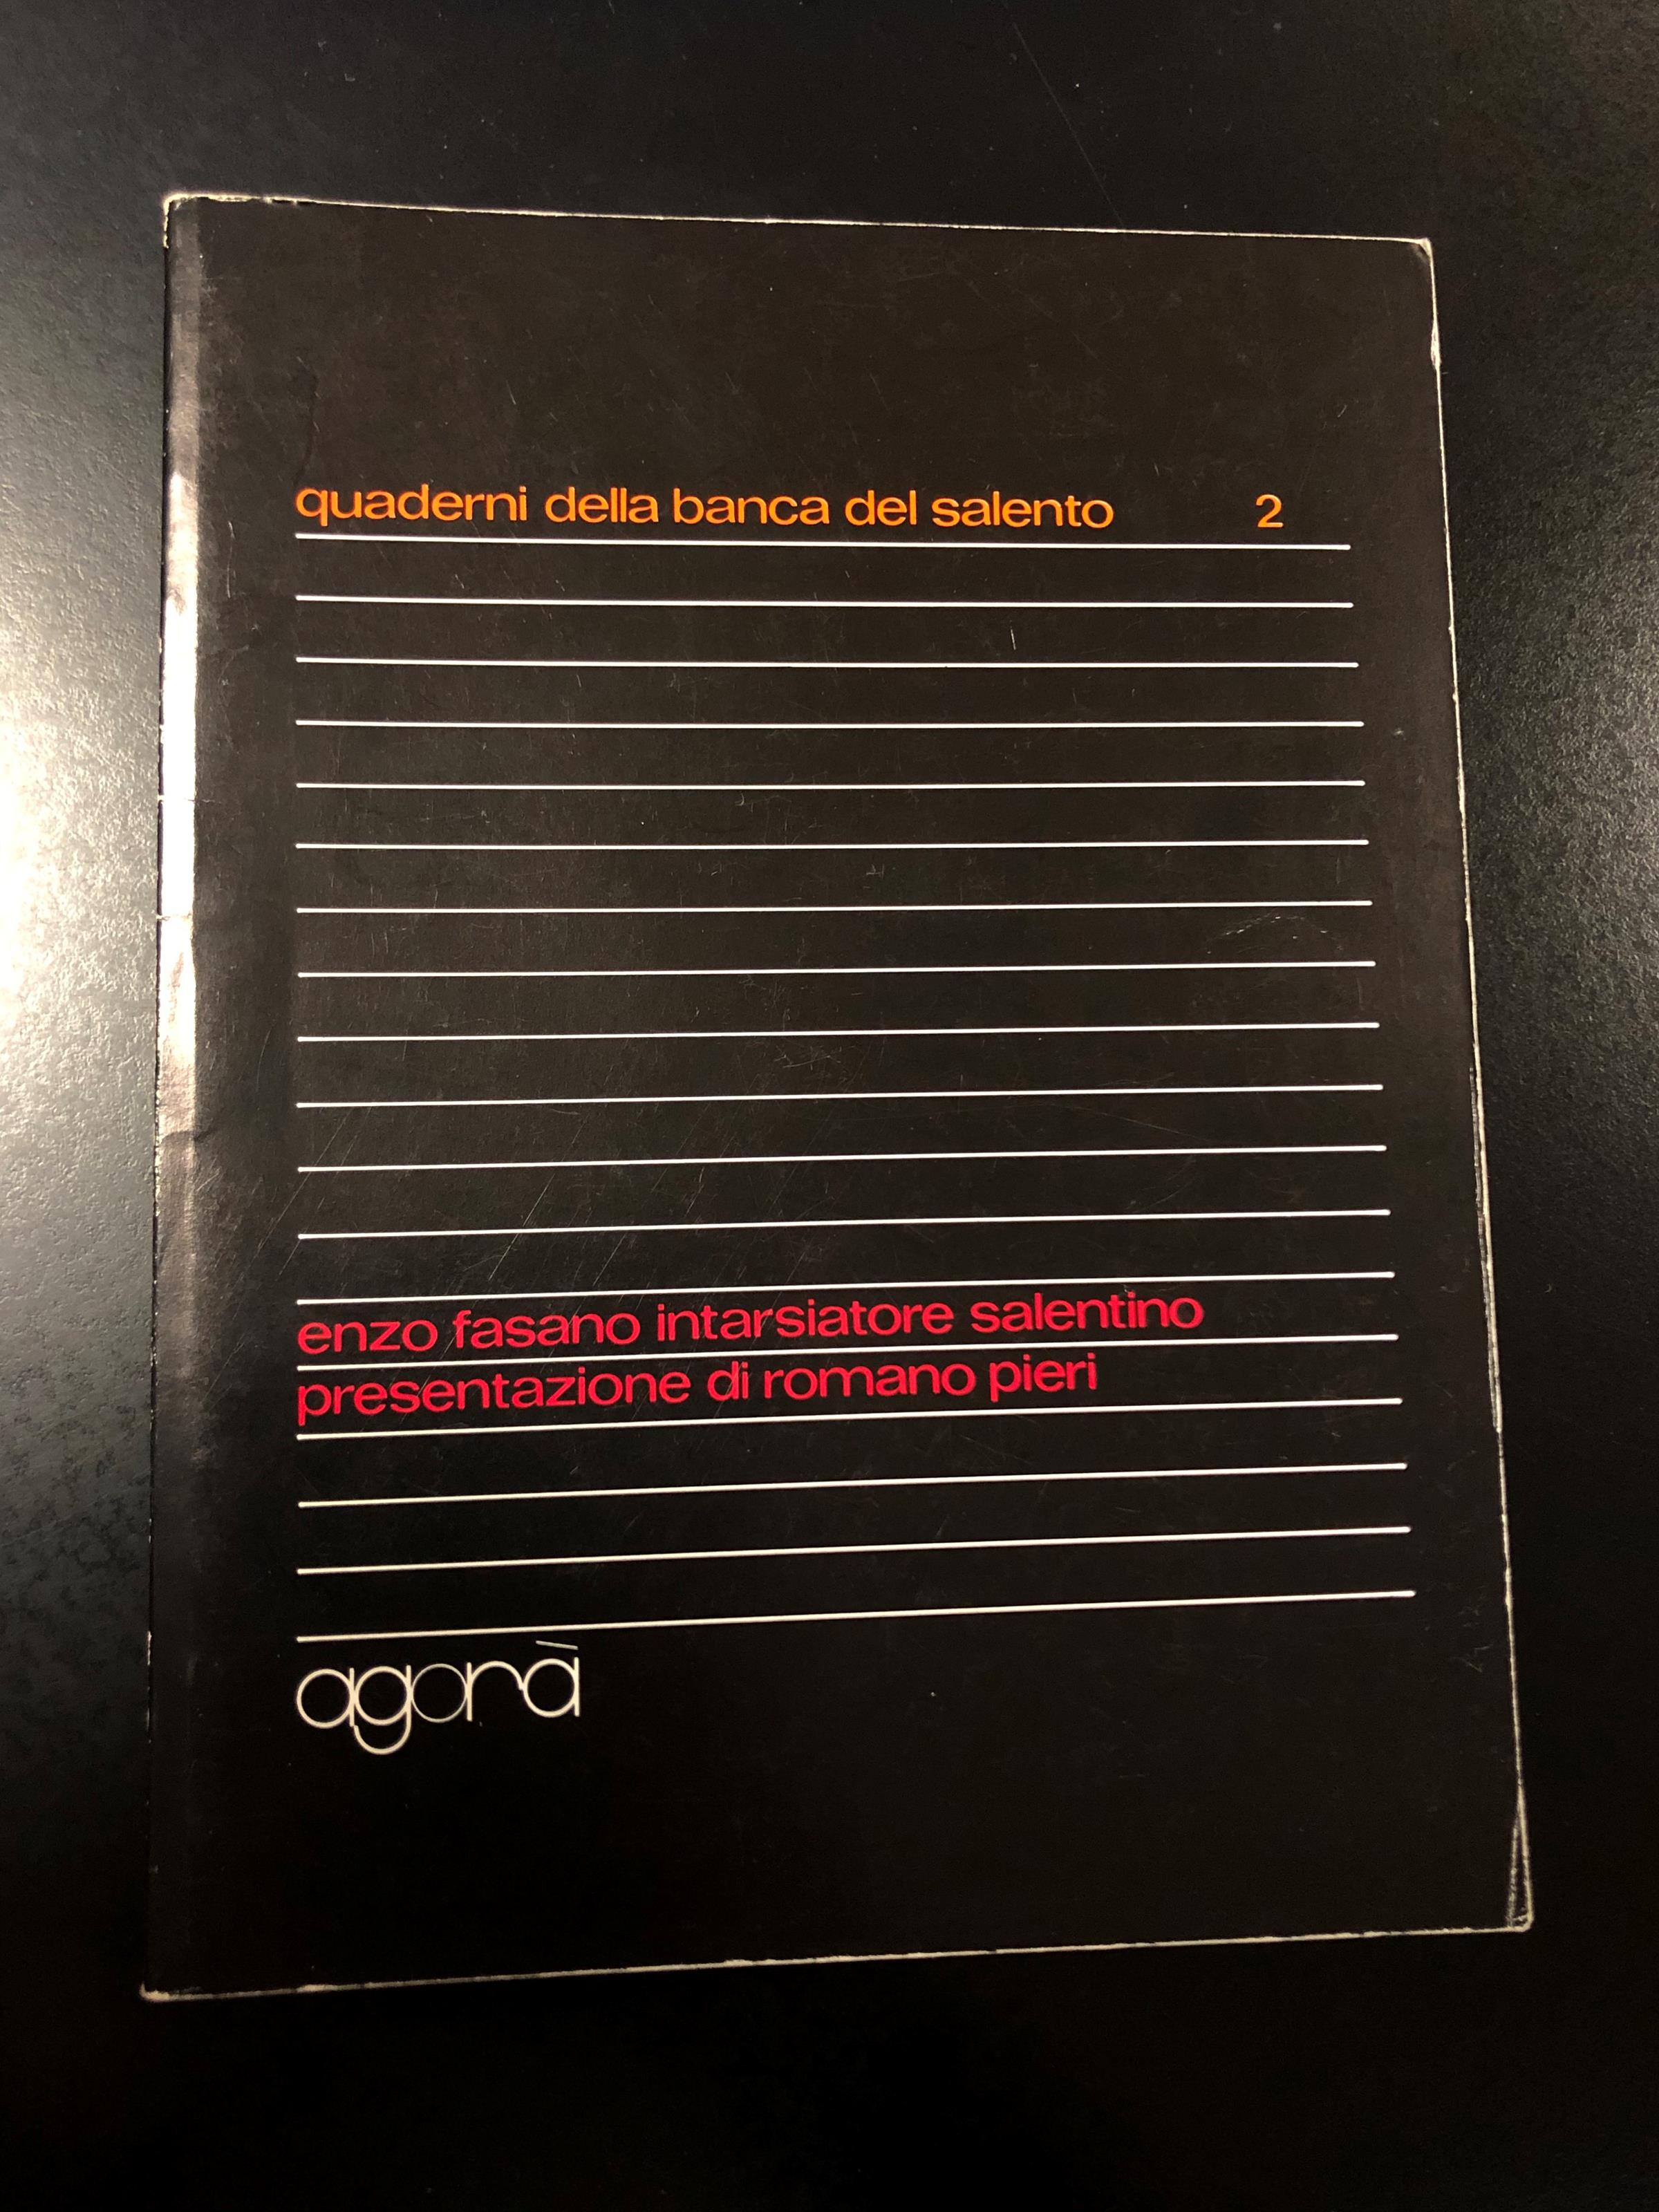 quaderni della banca del salento 2
enzo fasano intarsiatore salentino
presentazione di romano pieri
agorà